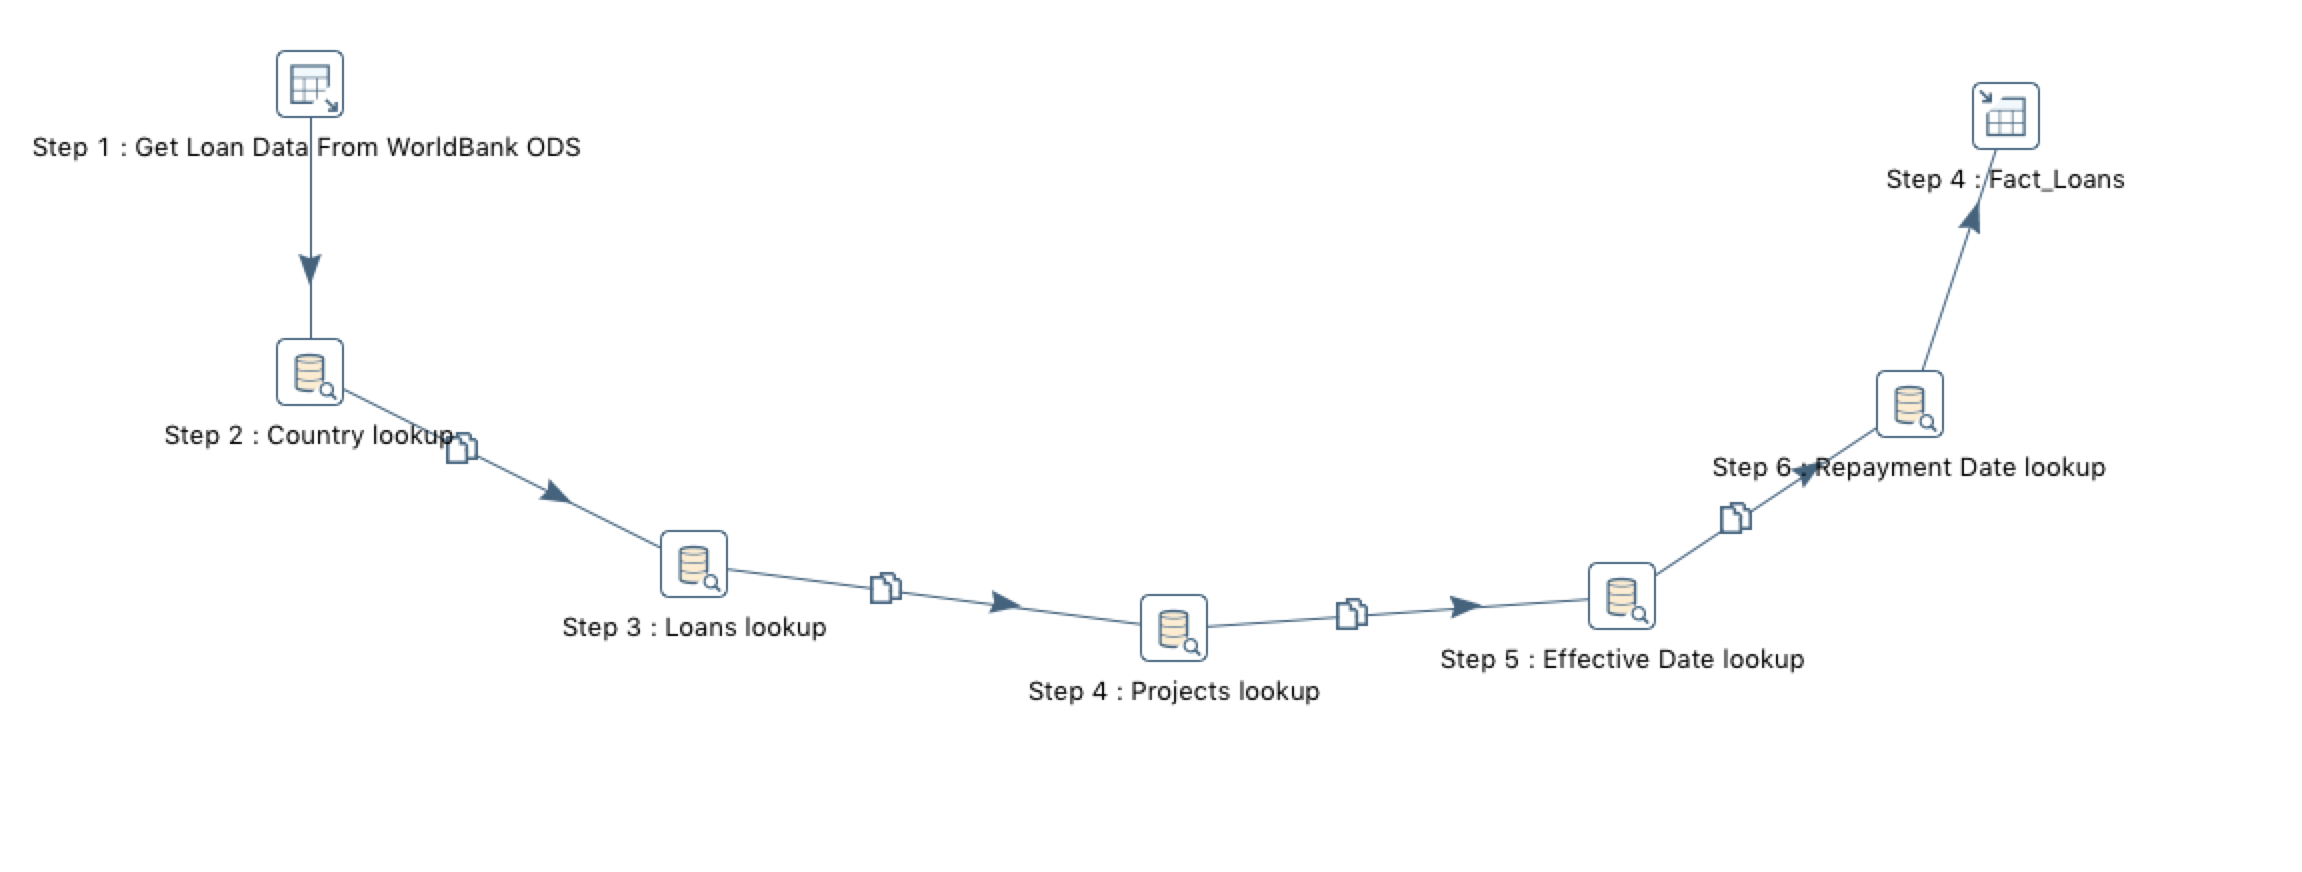 Step 1 : Get Loan Data From WorldBank ODS
Step 2 : Country lookup
Step 3 : Loans lookup
Step 4 : Projects lookup
Step 5 : Effective Date lookup
Step 6 : Repayment Date lookup
Step 4 : Fact_Loans